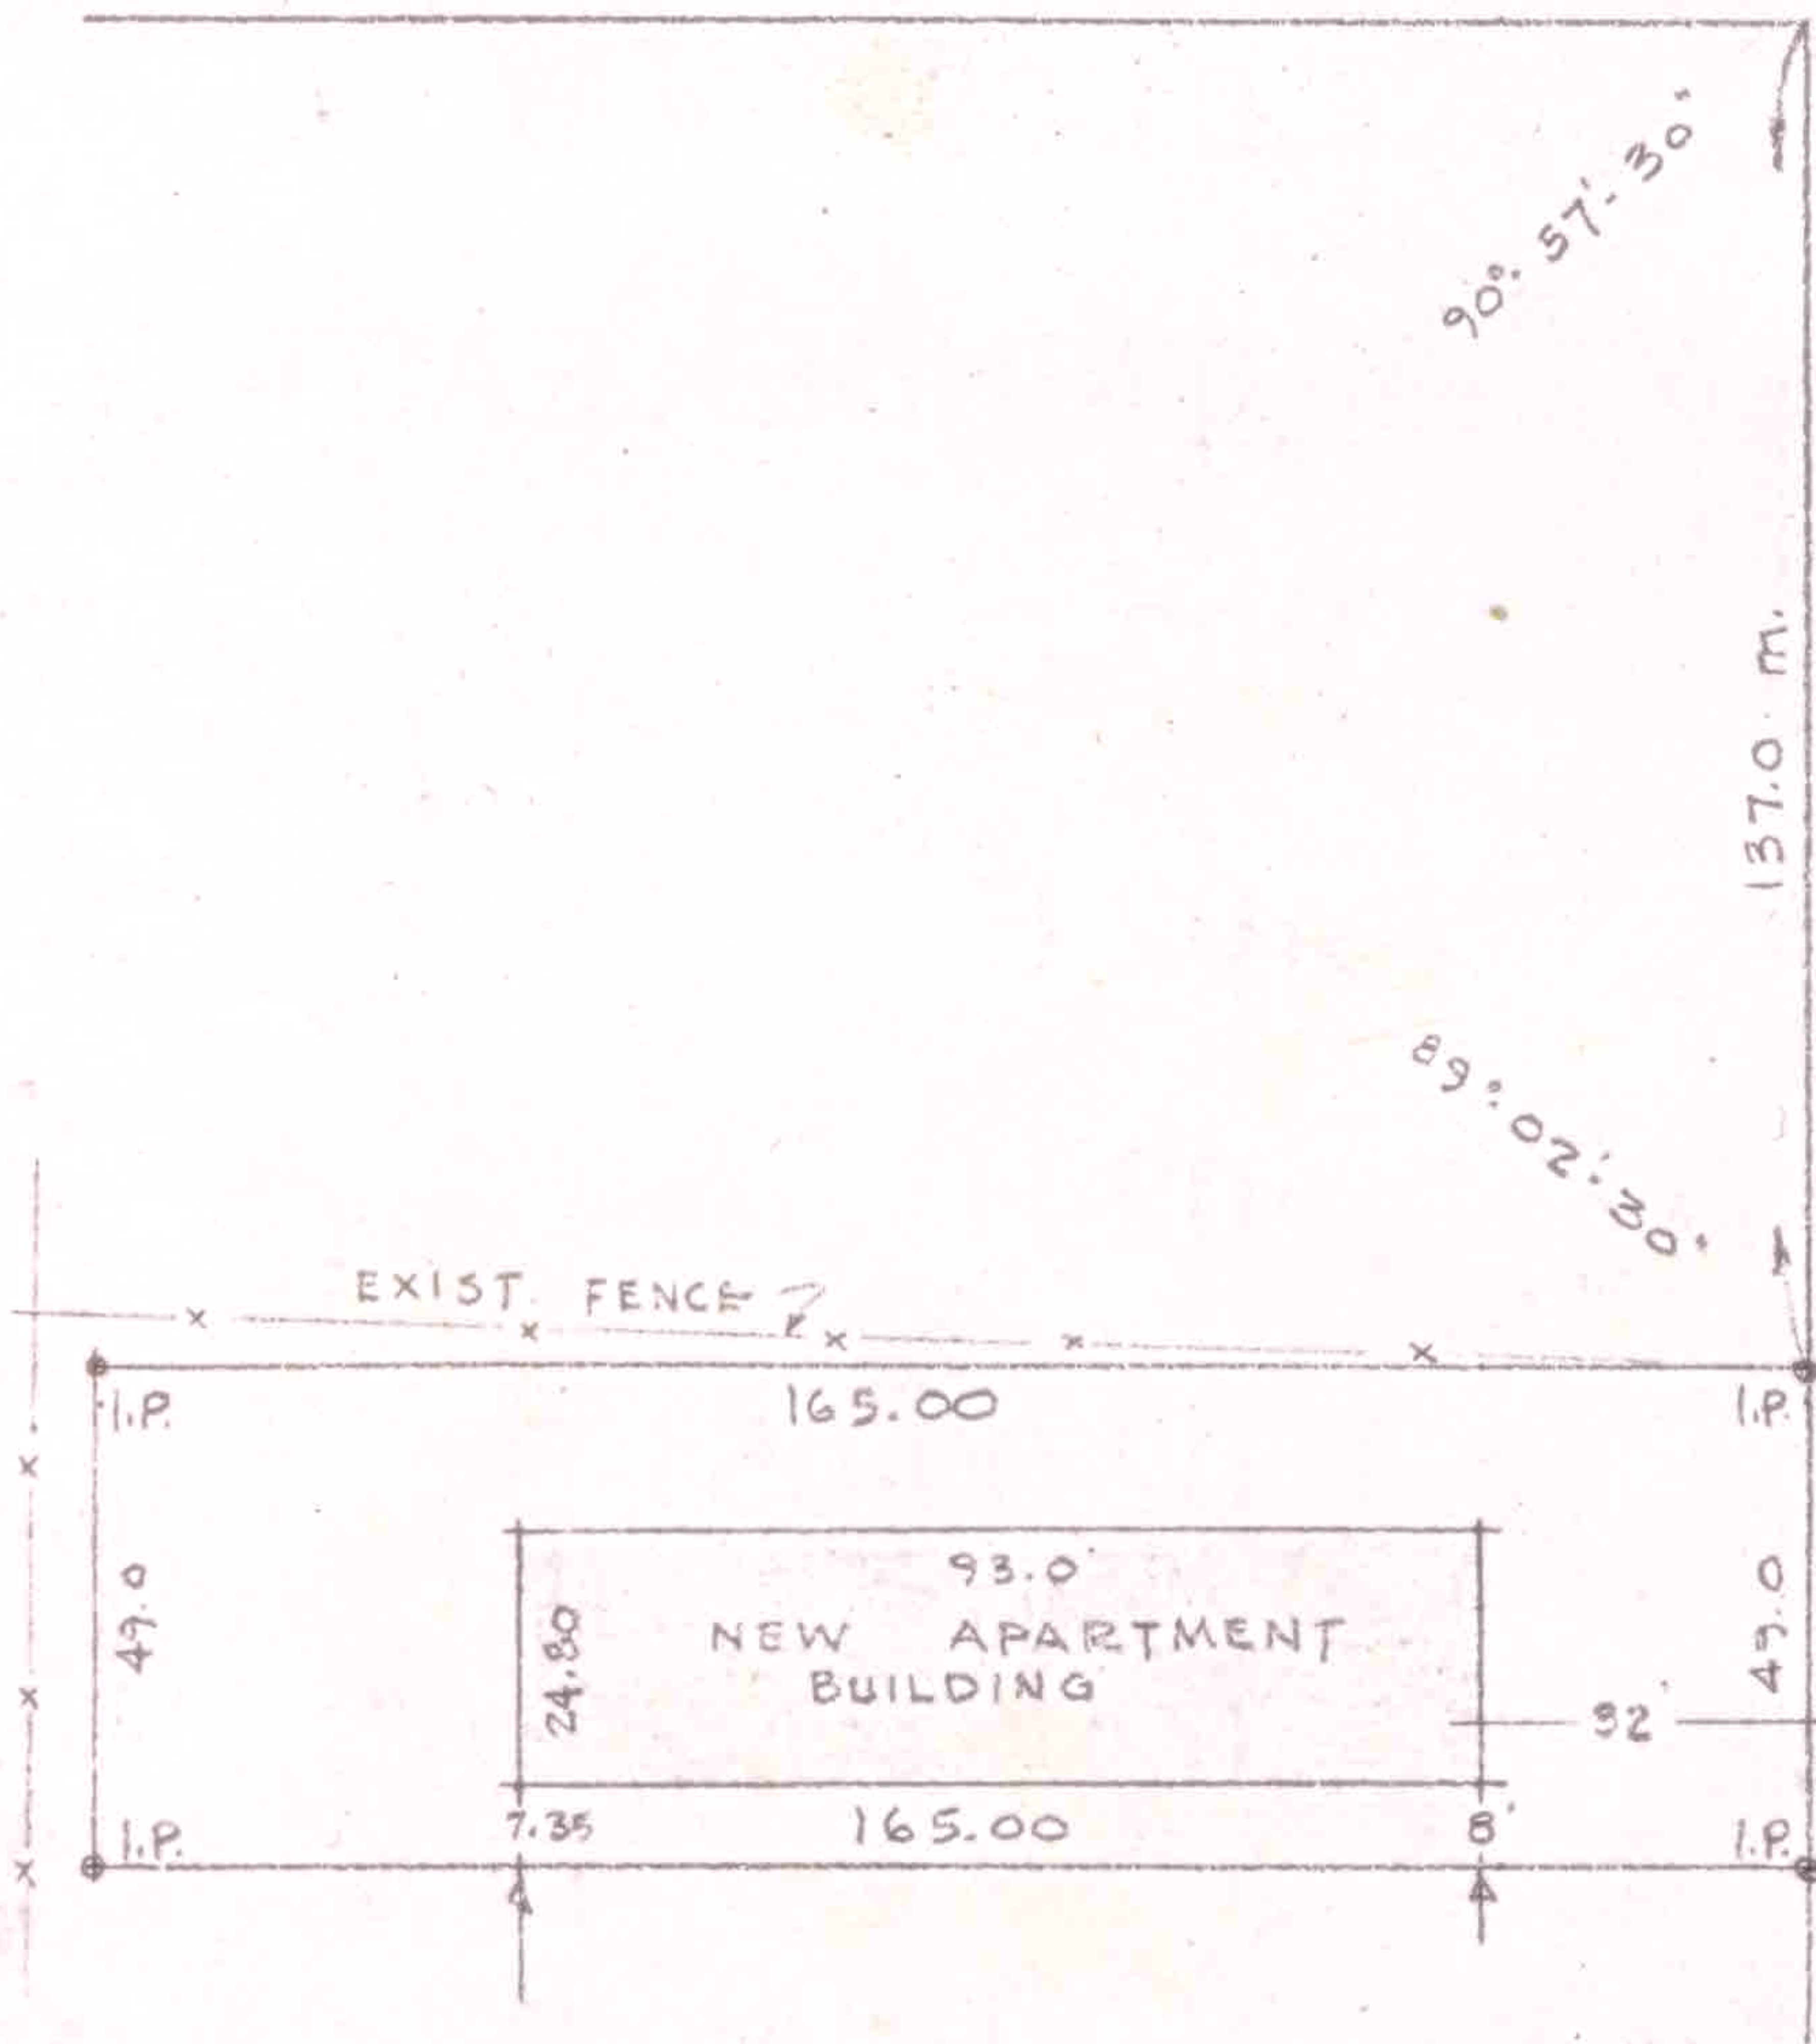 90°. 57'. 30"
137.0 m.
89°. 02'. 30"
EXIST. FENCE
I.P.
165.00
I.P.
49.0
93.0'
24.80
NEW APARTMENT
BUILDING
49.0
32'
7.35
165.00
8'
I.P.
I.P.